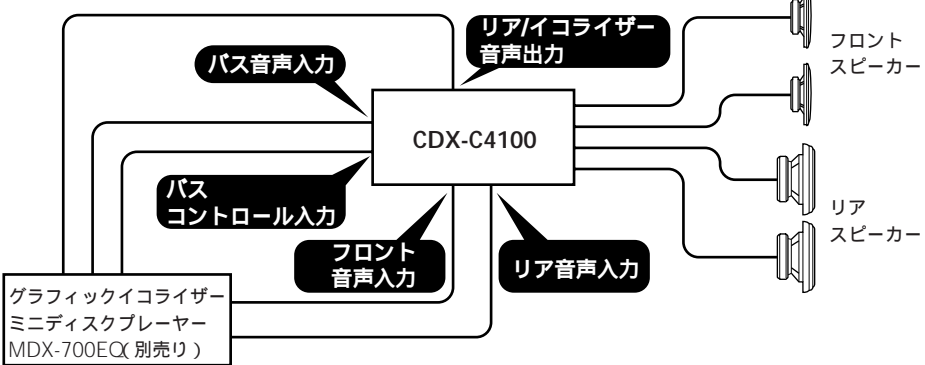 リア/イコライザー
音声出力
バス音声入力
フロント
スピーカー
CDX-C4100
バス
コントロール入力
フロント
音声入力
リア音声入力
リア
スピーカー
グラフィックイコライザー
ミニディスクプレーヤー
MDX-700EQ(別売り)